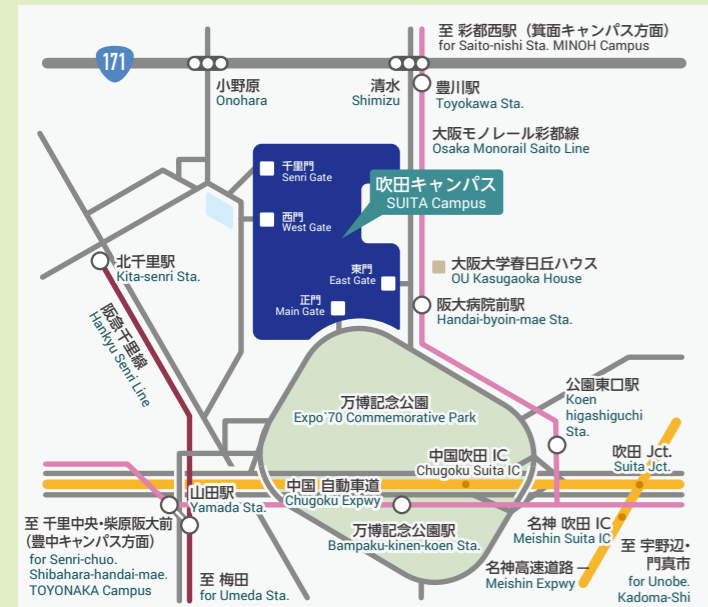 至 彩都西駅（箕面キャンパス方面）
for Saito-nishi Sta. MINOH Campus
171
小野原
Onohara
清水
Shimizu
豊川駅
Toyokawa Sta.
大阪モノレール彩都線
Osaka Monorail Saito Line
千里門
Senri Gate
吹田キャンパス
SUITA Campus
西門
West Gate
北千里駅
Kita-senri Sta.
東門
East Gate
大阪大学春日丘ハウス
OU Kasugaoka House
正門
Main Gate
阪大病院前駅
Handai-byoin-mae Sta.
阪急千里線
Hankyu Senri Line
万博記念公園
Expo'70 Commemorative Park
公園東口駅
Koen
higashiguchi
Sta.
中国吹田 IC
Chugoku Suita IC
吹田 Jct.
Suita Jct.
中国 自動車道
Chugoku Expwy
山田駅
Yamada Sta.
至 千里中央・柴原阪大前
（豊中キャンパス方面）
for Senri-chuo.
Shibahara-handai-mae.
TOYONAKA Campus
至 梅田
for Umeda Sta.
万博記念公園駅
Bampaku-kinen-koen Sta.
名神 吹田 IC
Meishin Suita IC
名神高速道路
Meishin Expwy
至 宇野辺・
門真市
for Unobe.
Kadoma-Shi